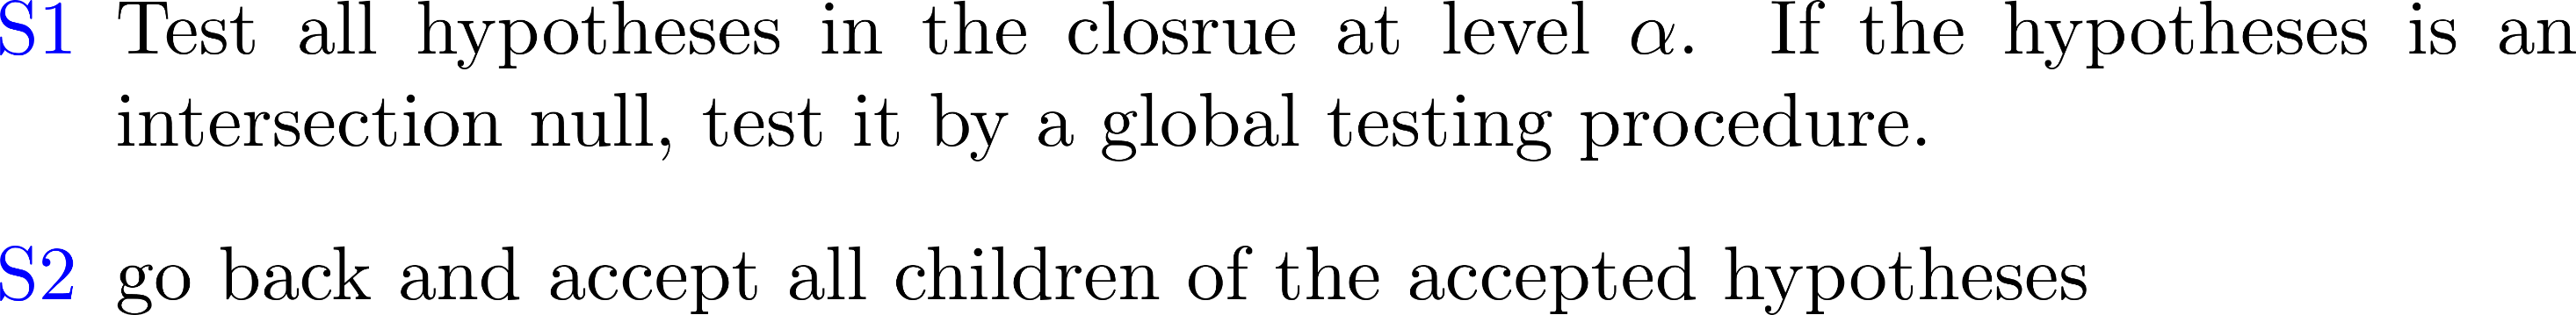 S1 Test all hypotheses in the closrue at level α. If the hypotheses is an
intersection null, test it by a global testing procedure.
S2 go back and accept all children of the accepted hypotheses